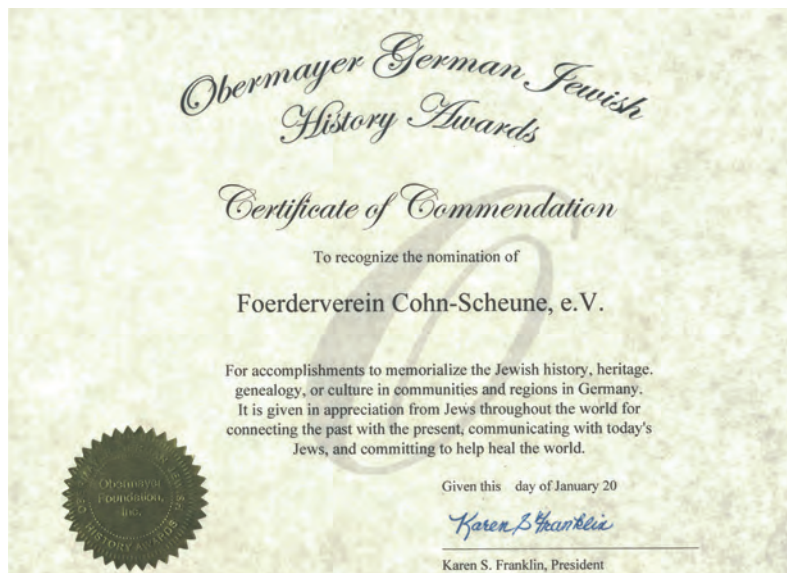 Obermayer German Jewish
History Awards
Certificate of Commendation
To recognize the nomination of
Foerderverein Cohn-Scheune, e.V.
For accomplishments to memorialize the Jewish history, heritage.
genealogy, or culture in communities and regions in Germany.
It is given in appreciation from Jews throughout the world for
connecting the past with the present, communicating with today's
Jews, and committing to help heal the world.
Obermayer
Foundation,
Inc.
HISTORY AWARDS
Given this day of January 20
Karen S Franklin
Karen S. Franklin, President